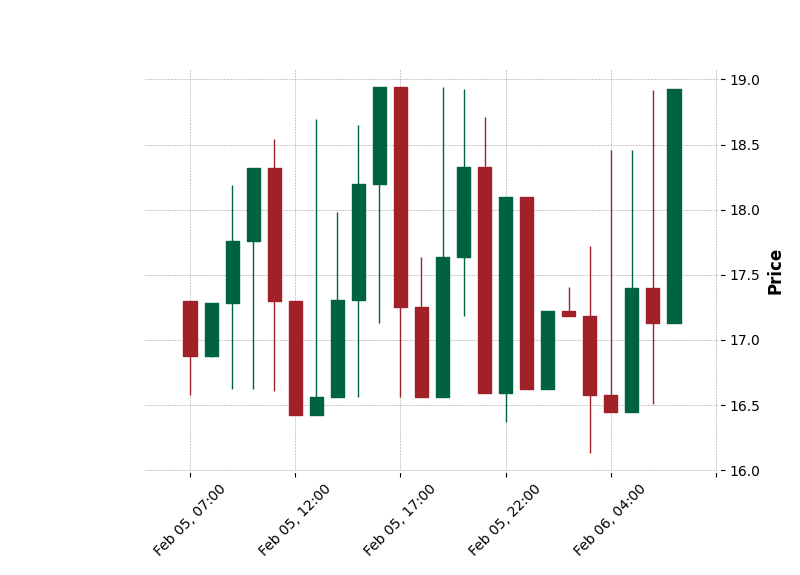 19.0
18.5
18.0
17.5
17.0
16.5
16.0
Price
Feb 05, 07:00
Feb 05, 12:00
Feb 05, 17:00
Feb 05, 22:00
Feb 06, 04:00